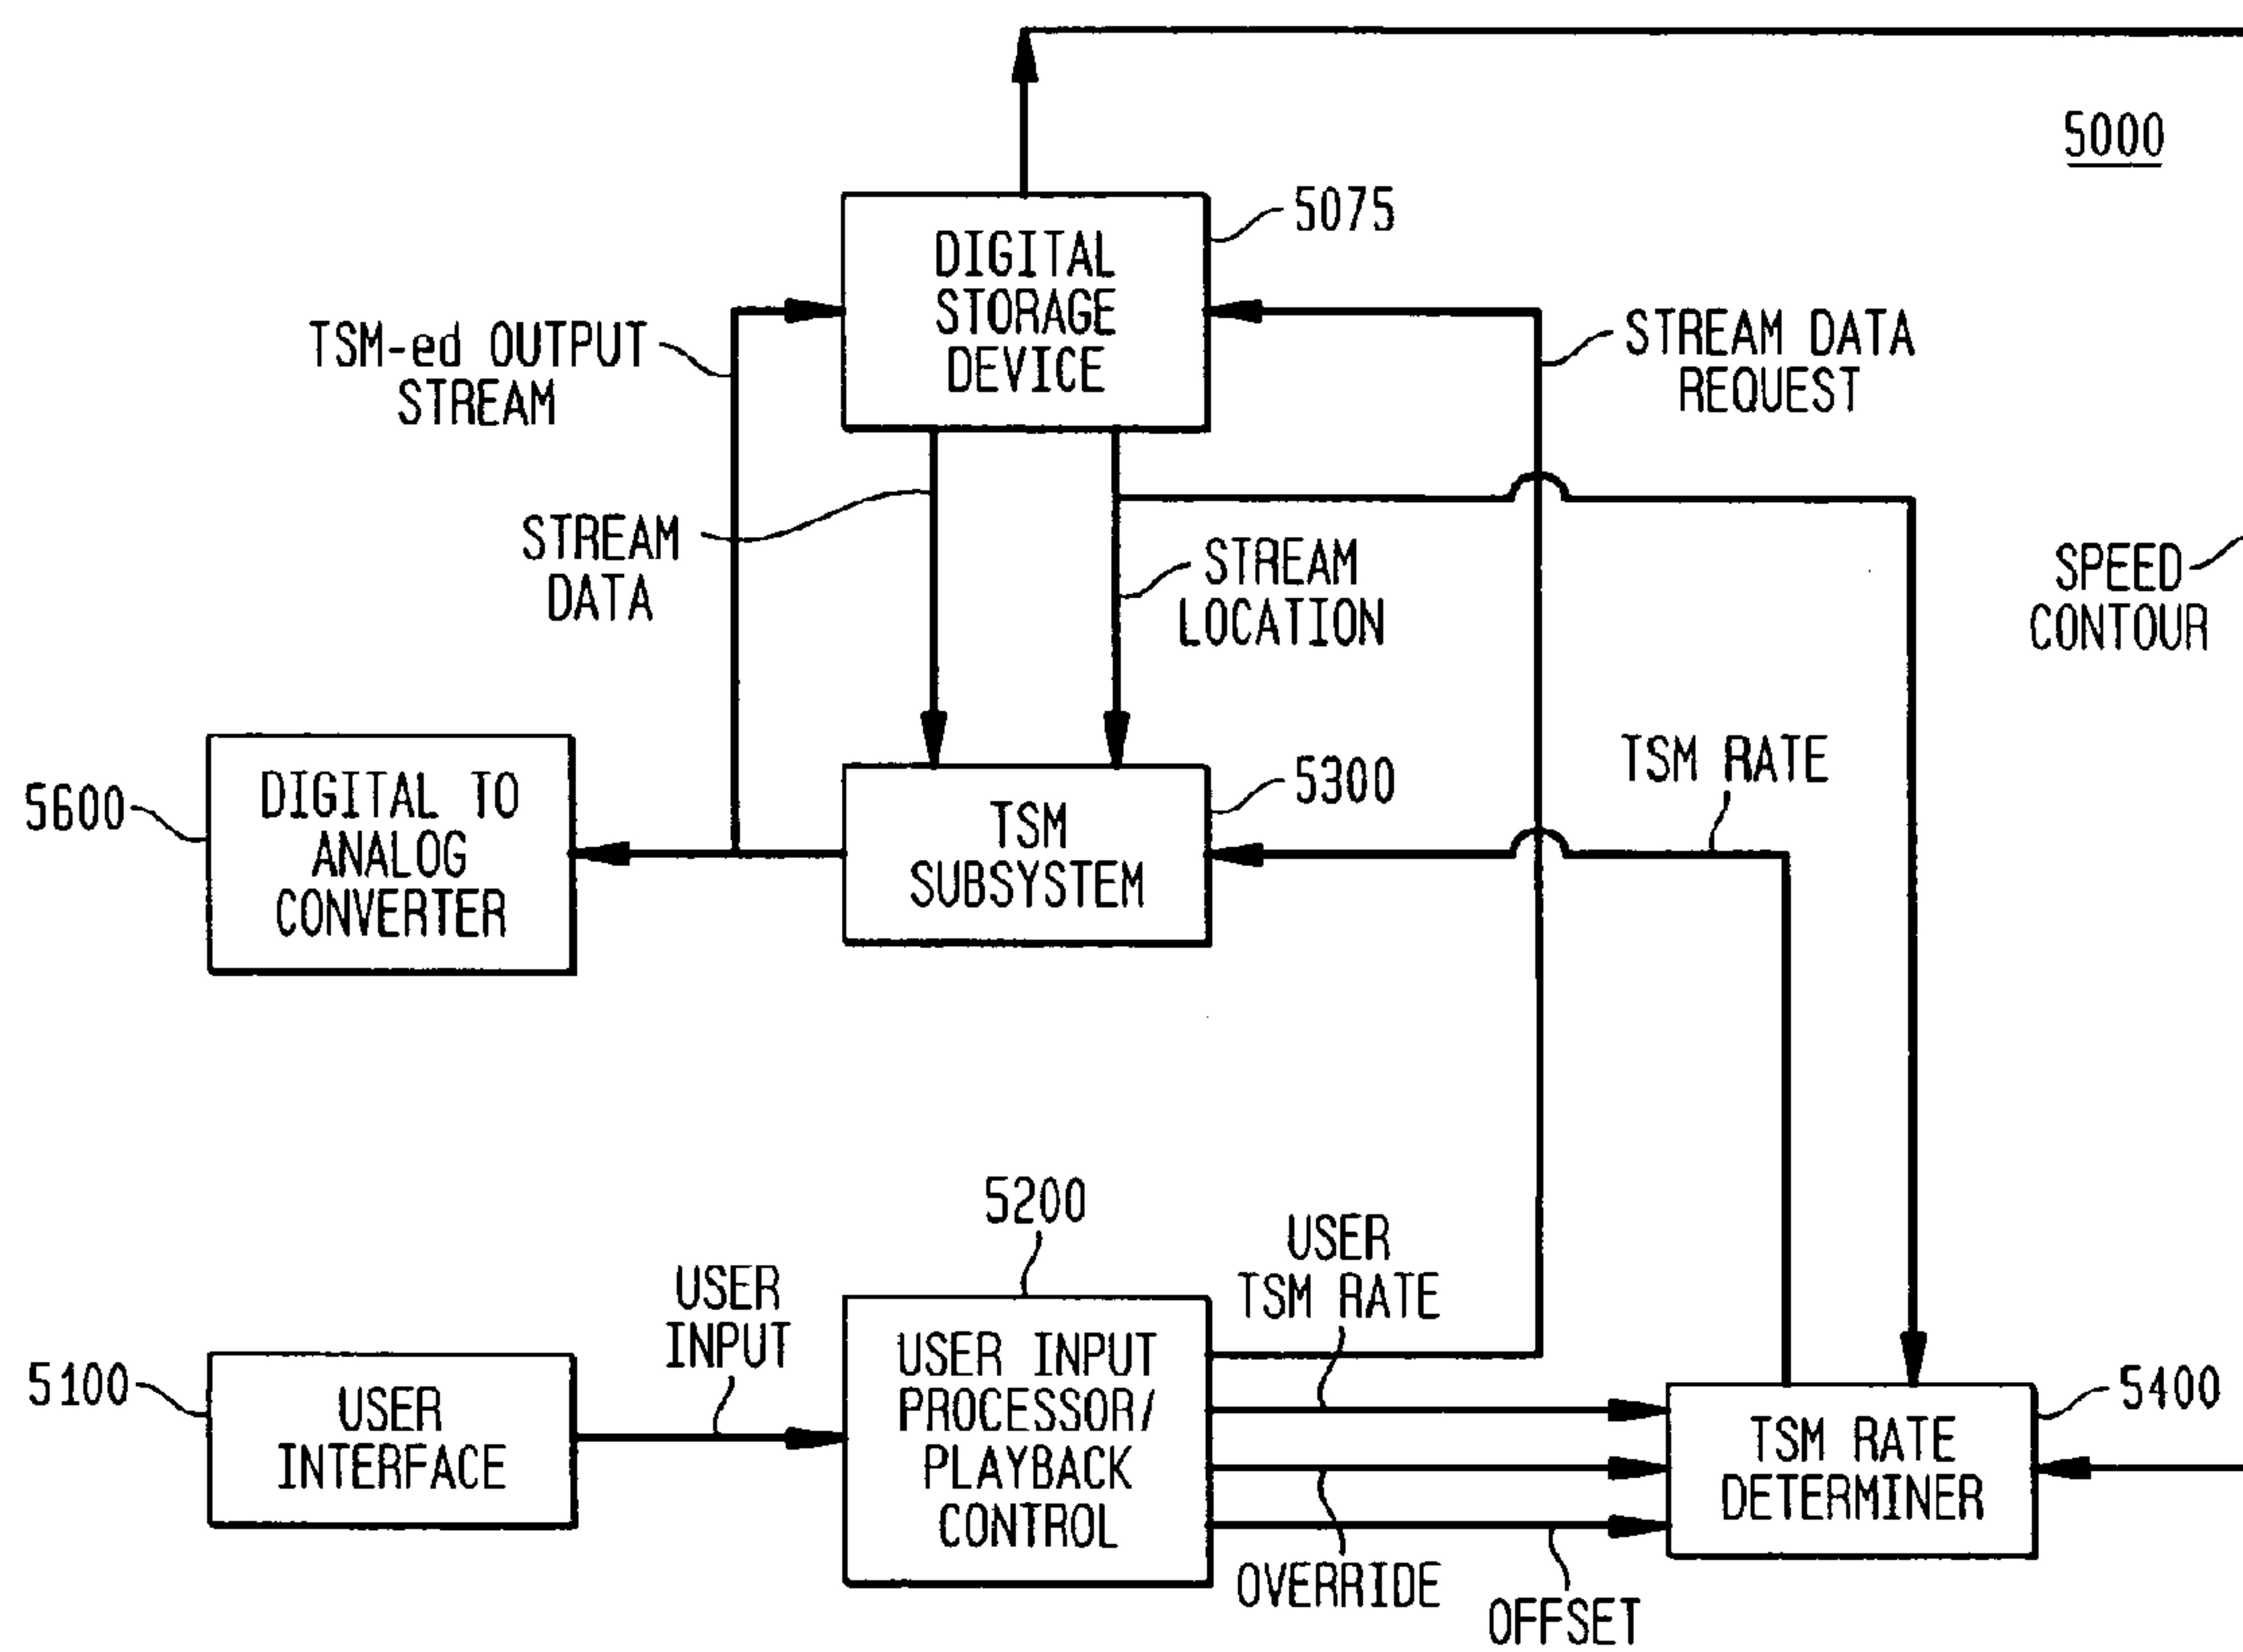 5000
5075
DIGITAL
STORAGE
DEVICE
TSM-ed OUTPUT
STREAM
STREAM DATA
REQUEST
STREAM
DATA
STREAM
LOCATION
SPEED
CONTOUR
5600
DIGITAL TO
ANALOG
CONVERTER
5300
TSM
SUBSYSTEM
TSM RATE
5200
USER
TSM RATE
USER
INPUT
5100
USER
INTERFACE
USER INPUT
PROCESSOR/
PLAYBACK
CONTROL
5400
TSM RATE
DETERMINER
OVERRIDE
OFFSET